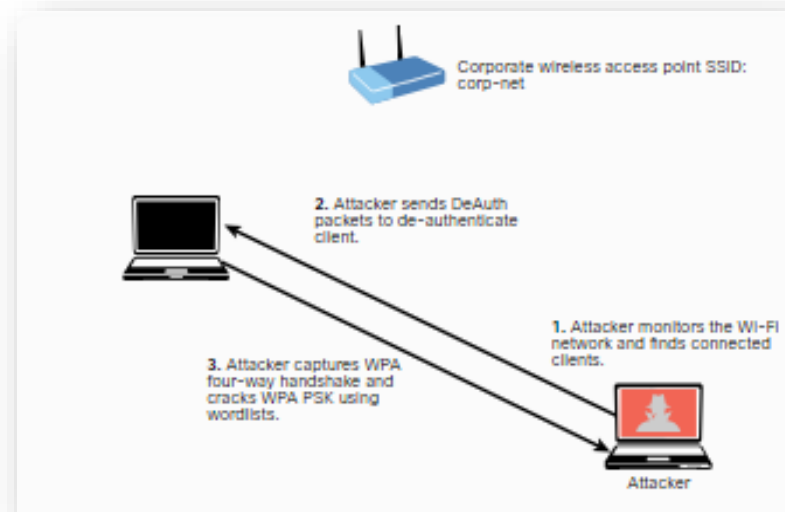 Corporate wireless access point SSID:
corp-net
2. Attacker sends DeAuth
packets to de-authenticate
client.
1. Attacker monitors the Wi-Fi
network and finds connected
clients.
3. Attacker captures WPA
four-way handshake and
cracks WPA PSK using
wordlists.
Attacker